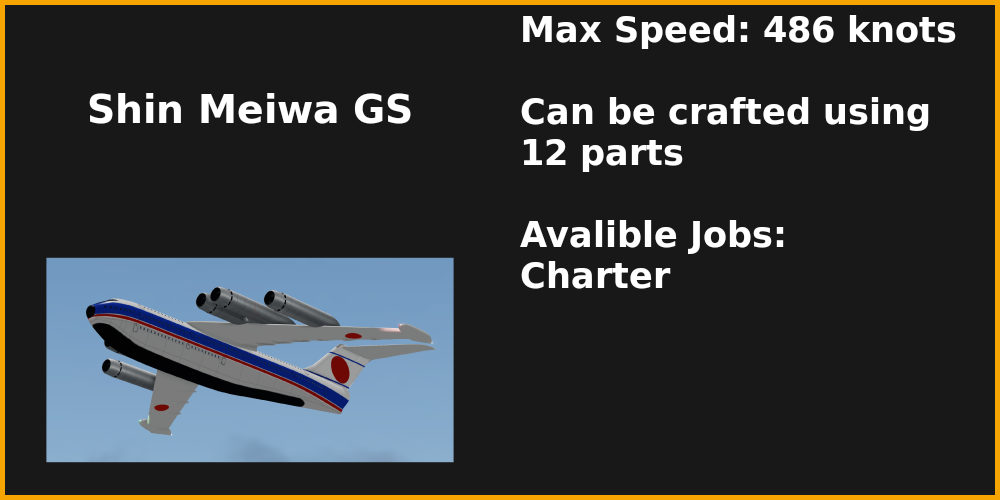 Shin Meiwa GS
Max Speed: 486 knots
Can be crafted using
12 parts
Avalible Jobs:
Charter